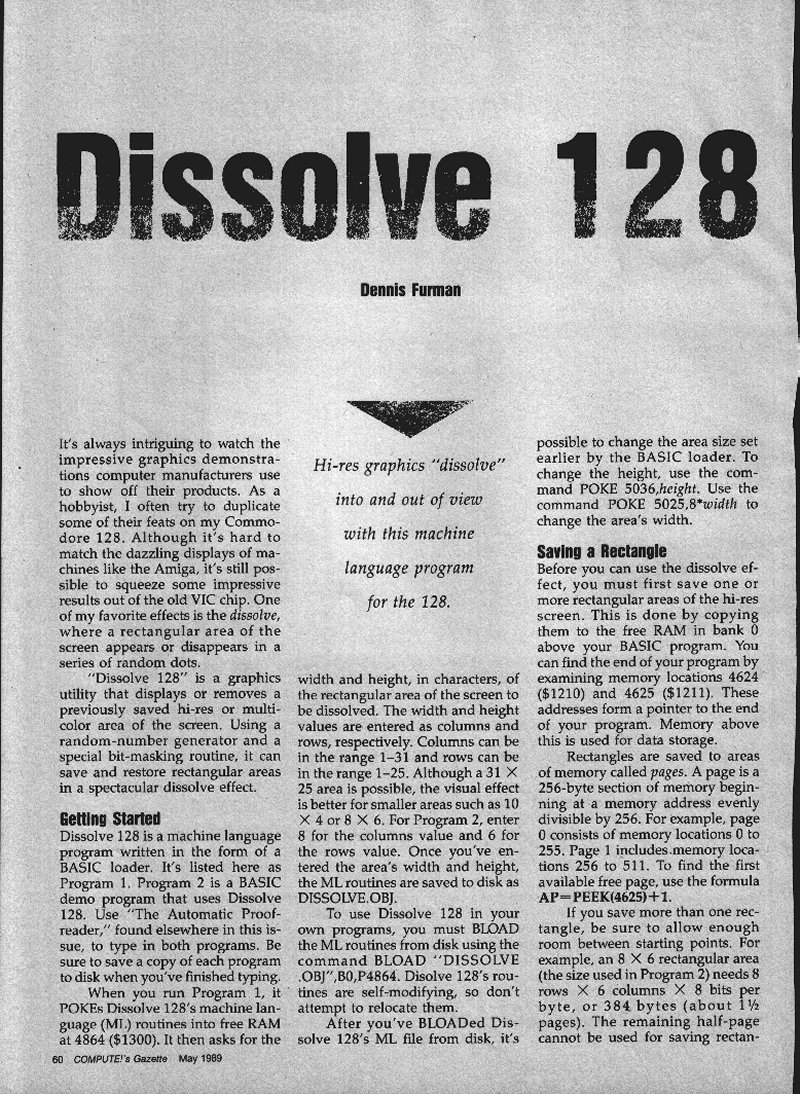 Dissolve 128
Dennis Furman
It's always intriguing to watch the
impressive graphics demonstra-
tions computer manufacturers use
to show off their products. As a
hobbyist, I often try to duplicate
some of their feats on my Commo-
dore 128. Although it's hard to
match the dazzling displays of ma-
chines like the Amiga, it's still pos-
sible to squeeze some impressive
results out of the old VIC chip. One
of my favorite effects is the dissolve,
where a rectangular area of the
screen appears or disappears in a
series of random dots.
"Dissolve 128" is a graphics
utility that displays or removes a
previously saved hi-res or multi-
color area of the screen. Using a
random-number generator and a
special bit-masking routine, it can
save and restore rectangular areas
in a spectacular dissolve effect.
Getting Started
Dissolve 128 is a machine language
program written in the form of a
BASIC loader. It's listed here as
Program 1. Program 2 is a BASIC
demo program that uses Dissolve
128. Use "The Automatic Proof-
reader," found elsewhere in this is-
sue, to type in both programs. Be
sure to save a copy of each program
to disk when you've finished typing.
When you run Program 1, it
POKEs Dissolve 128's machine lan-
guage (ML) routines into free RAM
at 4864 ($1300). It then asks for the
Hi-res graphics "dissolve"
into and out of view
with this machine
language program
for the 128.
width and height, in characters, of
the rectangular area of the screen to
be dissolved. The width and height
values are entered as columns and
rows, respectively. Columns can be
in the range 1–31 and rows can be
in the range 1–25. Although a 31 ×
25 area is possible, the visual effect
is better for smaller areas such as 10
× 4 or 8 × 6. For Program 2, enter
8 for the columns value and 6 for
the rows value. Once you've en-
tered the area's width and height,
the ML routines are saved to disk as
DISSOLVE.OBJ.
To use Dissolve 128 in your
own programs, you must BLOAD
the ML routines from disk using the
command BLOAD "DISSOLVE
.OBJ",B0,P4864. Disolve 128's rou-
tines are self-modifying, so don't
attempt to relocate them.
After you've BLOADed Dis-
solve 128's ML file from disk, it's
possible to change the area size set
earlier by the BASIC loader. To
change the height, use the com-
mand POKE 5036,height. Use the
command POKE 5025,8*width to
change the area's width.
Saving a Rectangle
Before you can use the dissolve ef-
fect, you must first save one or
more rectangular areas of the hi-res
screen. This is done by copying
them to the free RAM in bank 0
above your BASIC program. You
can find the end of your program by
examining memory locations 4624
($1210) and 4625 ($1211). These
addresses form a pointer to the end
of your program. Memory above
this is used for data storage.
Rectangles are saved to areas
of memory called pages. A page is a
256-byte section of memory begin-
ning at a memory address evenly
divisible by 256. For example, page
0 consists of memory locations 0 to
255. Page 1 includes memory loca-
tions 256 to 511. To find the first
available free page, use the formula
AP=PEEK(4625)+1.
If you save more than one rec-
tangle, be sure to allow enough
room between starting points. For
example, an 8 × 6 rectangular area
(the size used in Program 2) needs 8
rows × 6 columns × 8 bits per
byte, or 384 bytes (about 1½
pages). The remaining half-page
cannot be used for saving rectan-
60 COMPUTE!'s Gazette May 1989